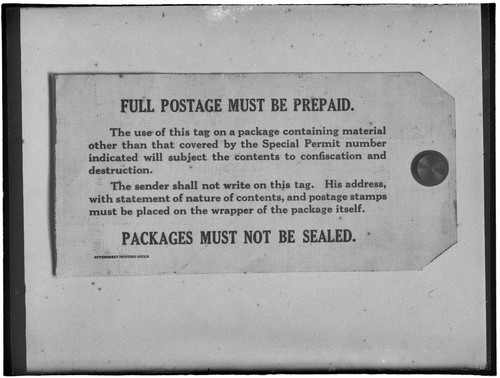 FULL POSTAGE MUST BE PREPAID.
The use of this tag on a package containing material
other than that covered by the Special Permit number
indicated will subject the contents to confiscation and
destruction.
The sender shall not write on this tag. His address,
with statement of nature of contents, and postage stamps
must be placed on the wrapper of the package itself.
PACKAGES MUST NOT BE SEALED.
GOVERNMENT PRINTING OFFICE